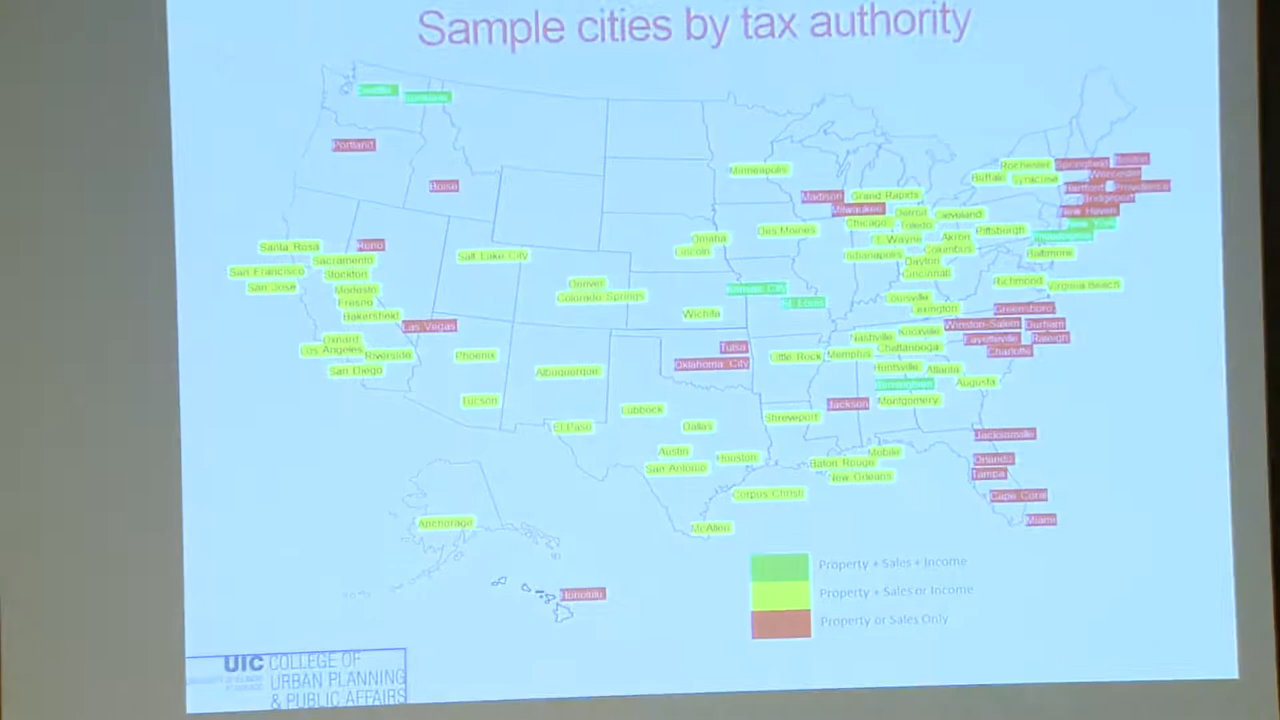 Sample cities by tax authority
Portland
Boise
Minneapolis
Rochester
Springfield
Boston
Buffalo
Syracuse
Worcester
Hartford
Providence
Bridgeport
New Haven
Madison
Grand Rapids
Milwaukee
Detroit
Cleveland
Chicago
Toledo
Pittsburgh
Des Moines
Omaha
Lincoln
Akron
Columbus
Indianapolis
Dayton
Cincinnati
Baltimore
Santa Rosa
Reno
Sacramento
San Francisco
Stockton
San Jose
Modesto
Fresno
Bakersfield
Salt Lake City
Denver
Colorado Springs
Kansas City
St. Louis
Wichita
Louisville
Lexington
Richmond
Virginia Beach
Greensboro
Las Vegas
Winston-Salem
Durham
Nashville
Knoxville
Fayetteville
Raleigh
Oxnard
Los Angeles
Riverside
San Diego
Phoenix
Tulsa
Oklahoma City
Little Rock
Memphis
Chattanooga
Charlotte
Albuquerque
Huntsville
Atlanta
Birmingham
Augusta
Tucson
Lubbock
Jackson
Montgomery
El Paso
Dallas
Shreveport
Jacksonville
Austin
Houston
San Antonio
Mobile
Baton Rouge
New Orleans
Orlando
Tampa
Corpus Christi
Cape Coral
Anchorage
McAllen
Miami
Honolulu
Property + Sales + Income
Property + Sales or Income
Property or Sales Only
UIC COLLEGE OF
URBAN PLANNING
& PUBLIC AFFAIRS